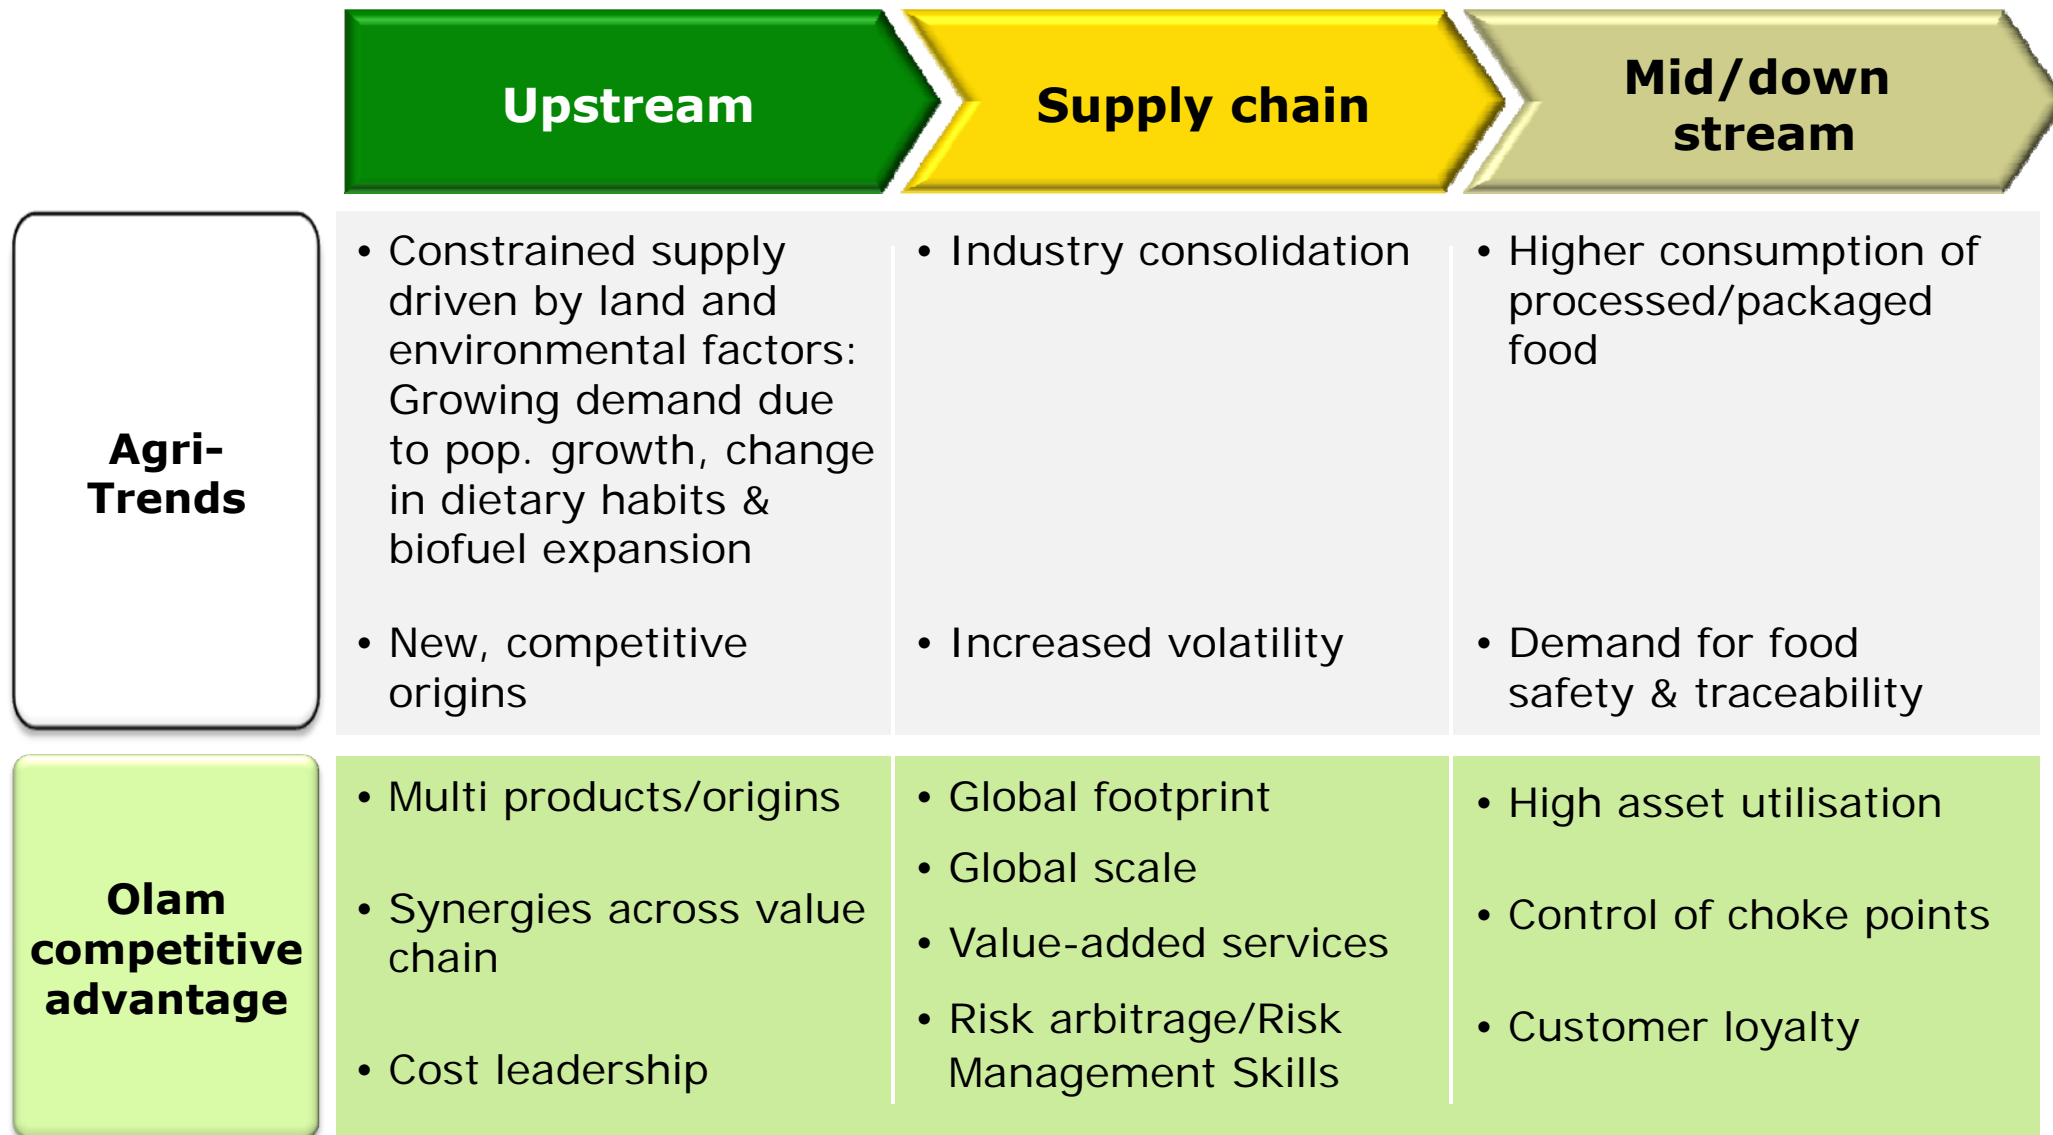 Upstream
Supply chain
Mid/down
stream
Agri-
Trends
• Constrained supply
driven by land and
environmental factors:
Growing demand due
to pop. growth, change
in dietary habits &
biofuel expansion
• New, competitive
origins
• Industry consolidation
• Increased volatility
• Higher consumption of
processed/packaged
food
• Demand for food
safety & traceability
Olam
competitive
advantage
• Multi products/origins
• Synergies across value
chain
• Cost leadership
• Global footprint
• Global scale
• Value-added services
• Risk arbitrage/Risk
Management Skills
• High asset utilisation
• Control of choke points
• Customer loyalty